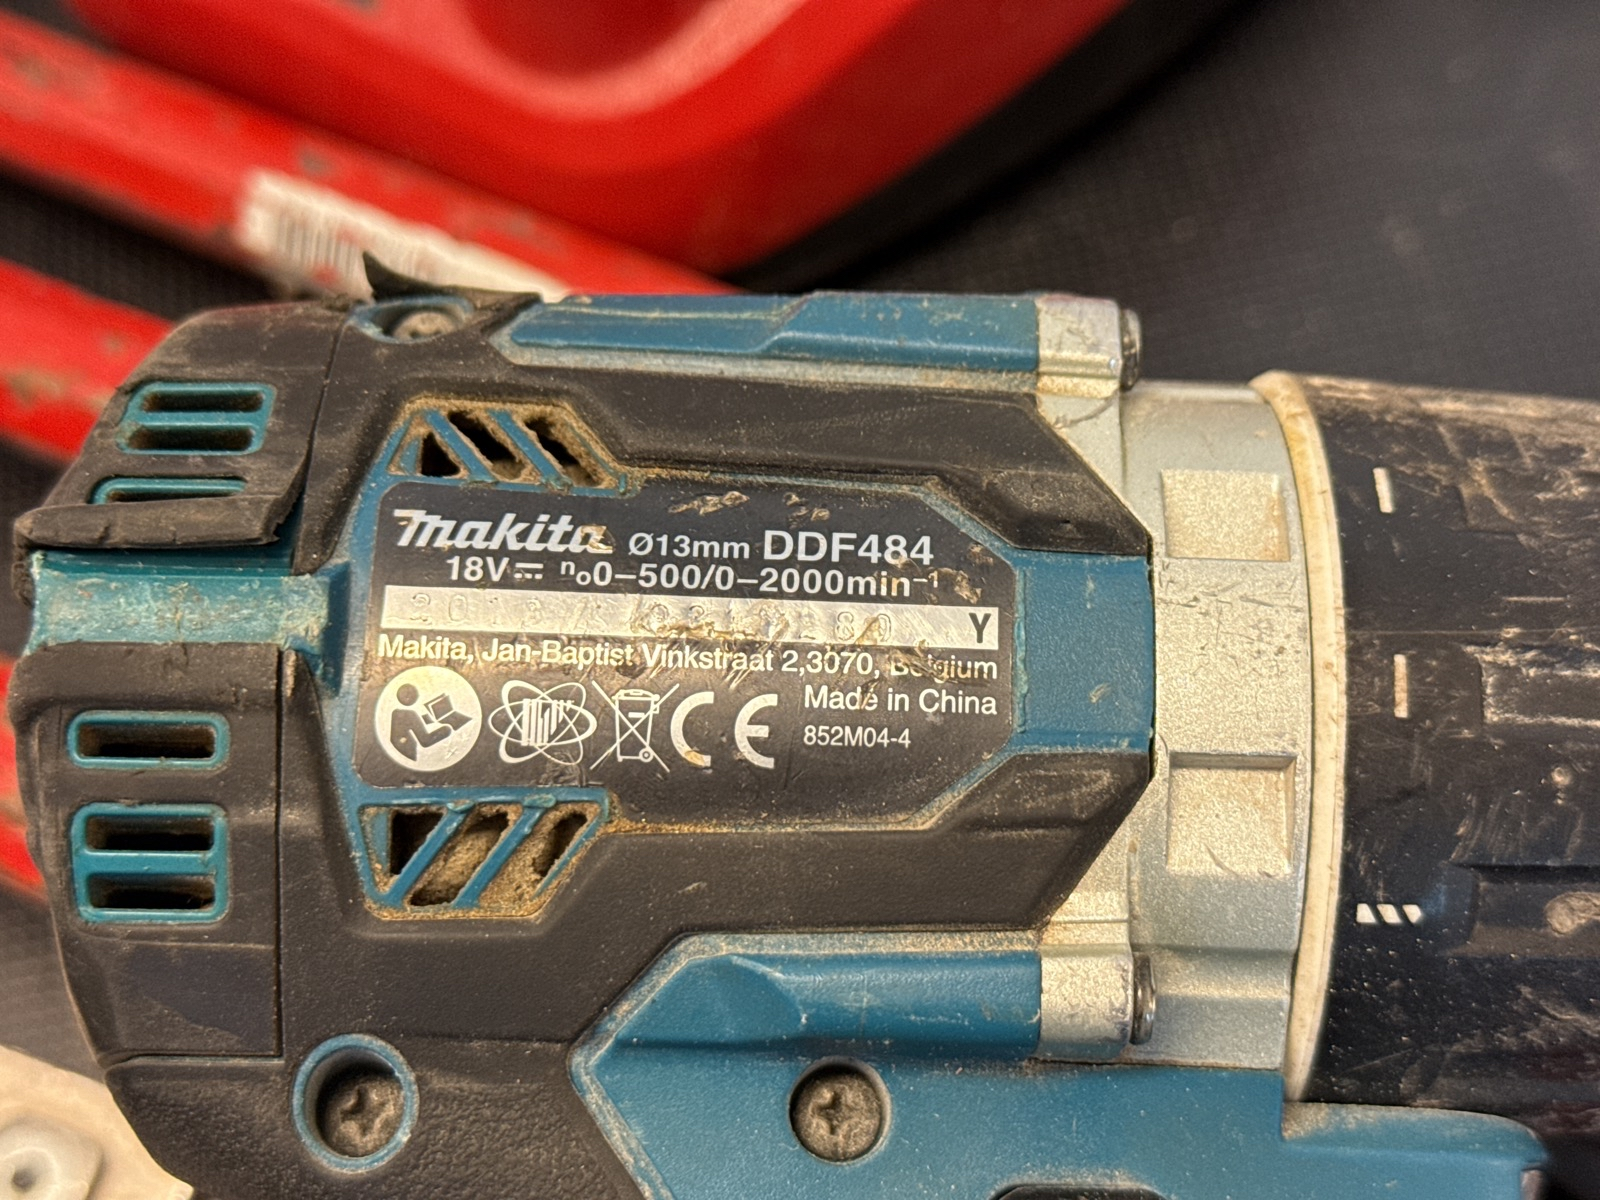 makita Ø13mm DDF484
18V⎓ n₀0–500/0–2000min⁻¹
Y
Makita, Jan-Baptist Vinkstraat 2,3070, Belgium
Made in China
CE
852M04-4